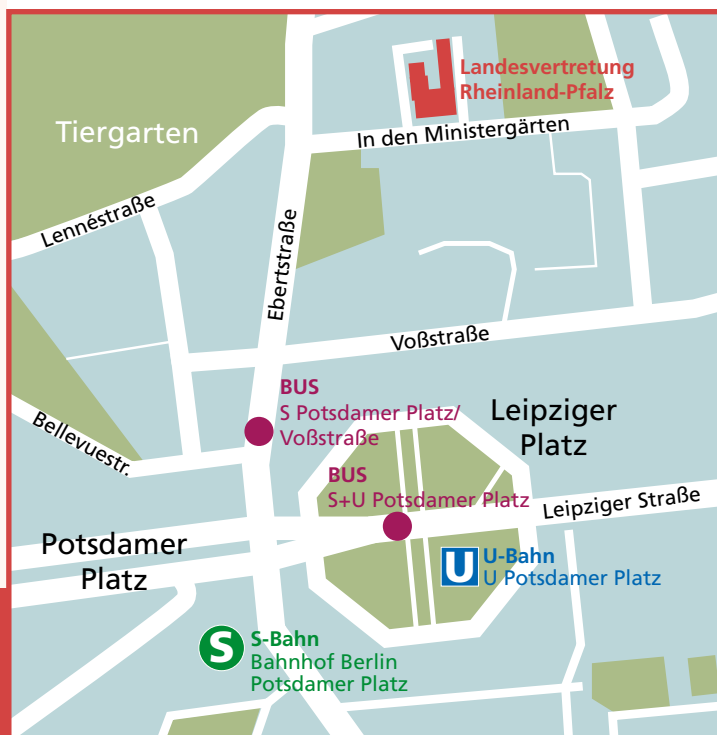 Landesvertretung
Rheinland-Pfalz
Tiergarten
In den Ministergärten
Lennéstraße
Ebertstraße
Voßstraße
BUS
S Potsdamer Platz/
Voßstraße
Leipziger
Platz
Bellevuestr.
BUS
S+U Potsdamer Platz
Leipziger Straße
Potsdamer
Platz
U
U-Bahn
U Potsdamer Platz
S
S-Bahn
Bahnhof Berlin
Potsdamer Platz